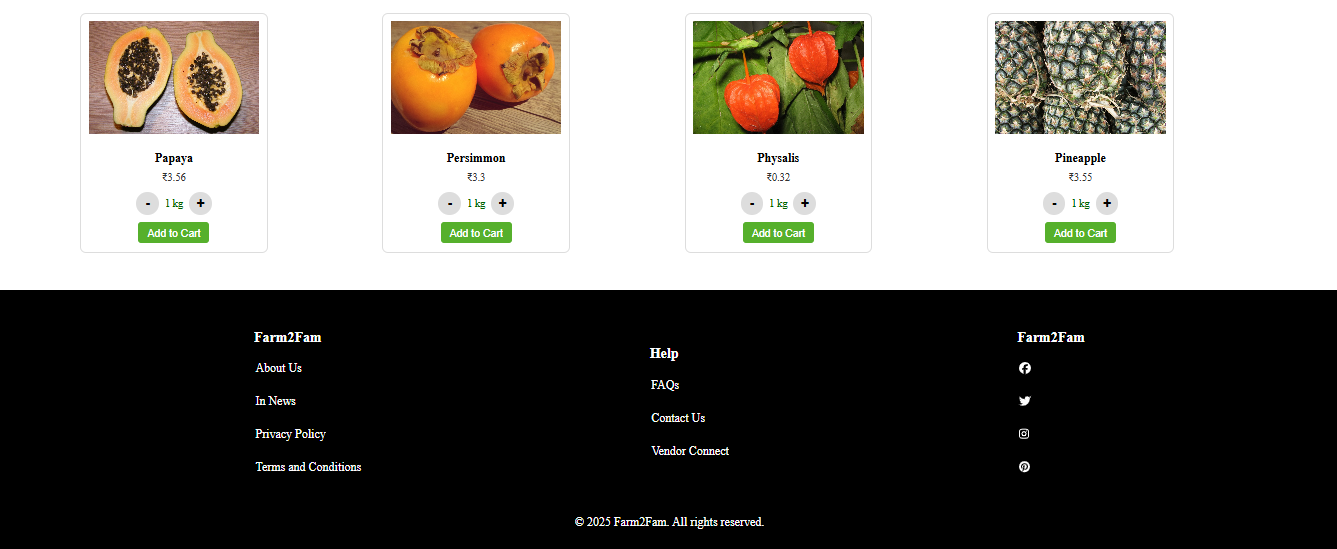 Papaya
₹3.56
- 1 kg +
Add to Cart
Persimmon
₹3.3
- 1 kg +
Add to Cart
Physalis
₹0.32
- 1 kg +
Add to Cart
Pineapple
₹3.55
- 1 kg +
Add to Cart
Farm2Fam
About Us
In News
Privacy Policy
Terms and Conditions
Help
FAQs
Contact Us
Vendor Connect
Farm2Fam
© 2025 Farm2Fam. All rights reserved.